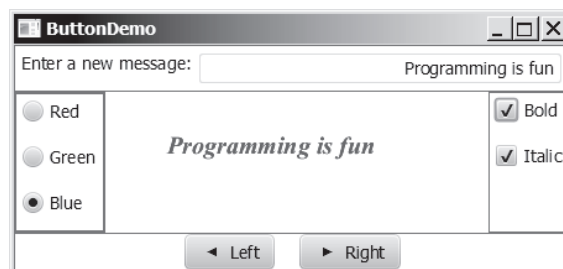 ButtonDemo
Enter a new message: Programming is fun
Red
Green
Blue
Programming is fun
Bold
Italic
Left
Right